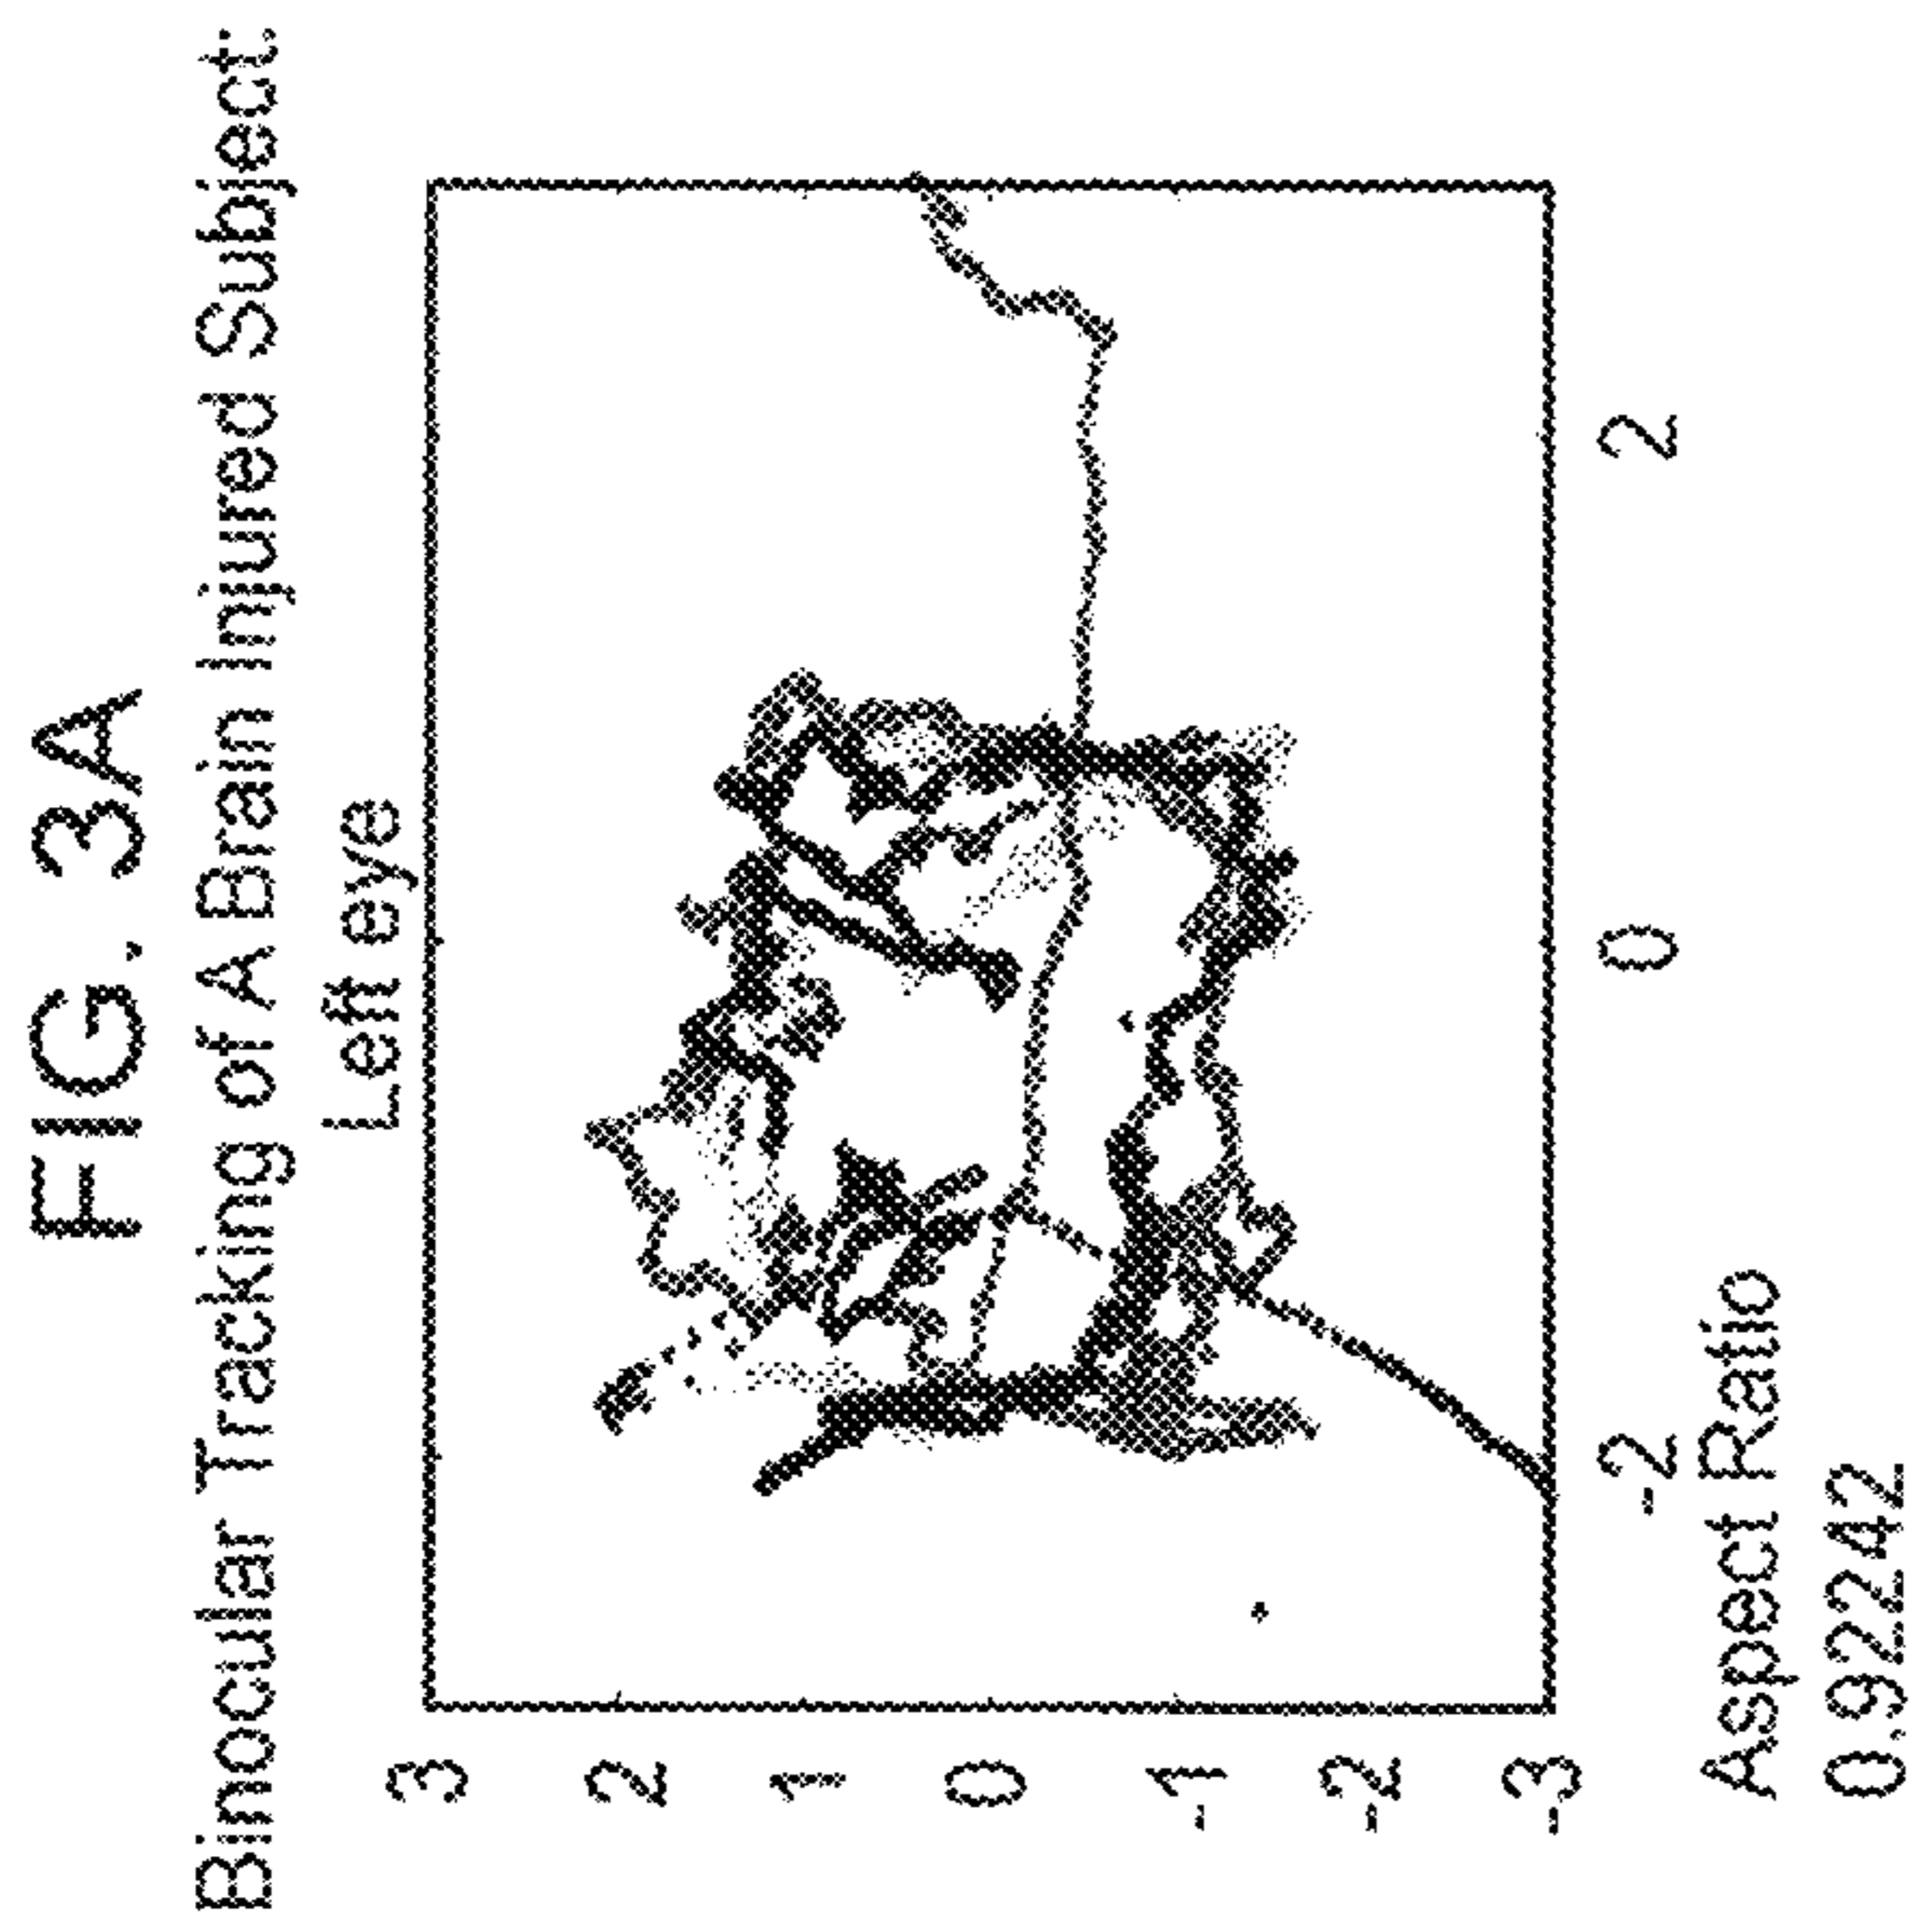 FIG. 3A
Binocular Tracking of A Brain Injured Subject.
Left eye
3
2
1
0
-1
-2
-3
-2
0
2
Aspect Ratio
0.92242